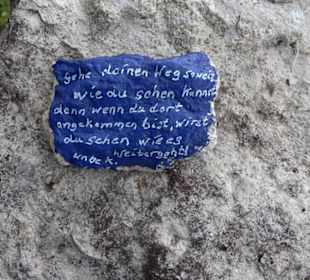 Gehe deinen Weg soweit
wie du sehen kannst
denn wenn du dort
angekommen bist, wirst
du sehen wie es
weitergeht!
unbek.